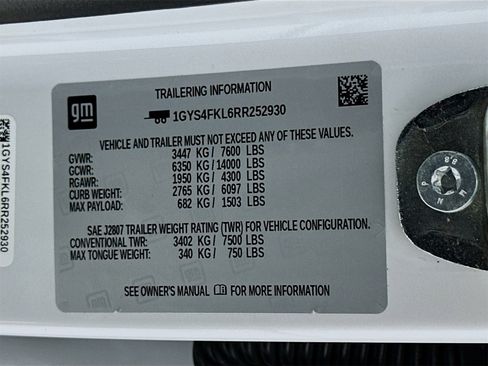 TRAILERING INFORMATION
gm
1GYS4FKL6RR252930
VEHICLE AND TRAILER MUST NOT EXCEED ANY OF THESE VALUES.
GVWR: 3447 KG / 7600 LBS
GCWR: 6350 KG / 14000 LBS
RGAWR: 1950 KG / 4300 LBS
CURB WEIGHT: 2765 KG / 6097 LBS
MAX PAYLOAD: 682 KG / 1503 LBS
SAE J2807 TRAILER WEIGHT RATING (TWR) FOR VEHICLE CONFIGURATION.
CONVENTIONAL TWR: 3402 KG / 7500 LBS
MAX TONGUE WEIGHT: 340 KG / 750 LBS
SEE OWNER'S MANUAL FOR MORE INFORMATION
1GYS4FKL6RR252930